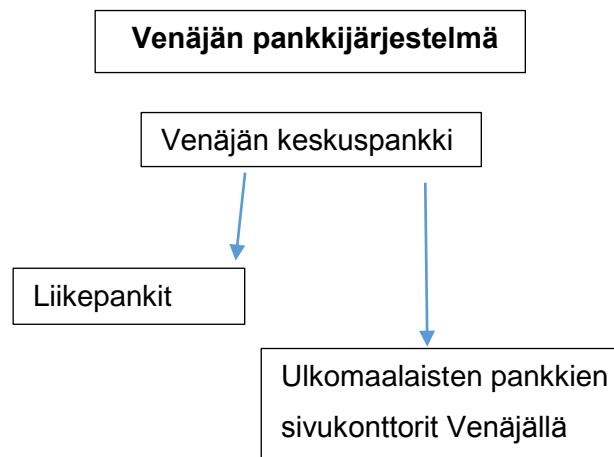 Venäjän pankkijärjestelmä
Venäjän keskuspankki
Liikepankit
Ulkomaalaisten pankkien
sivukonttorit Venäjällä